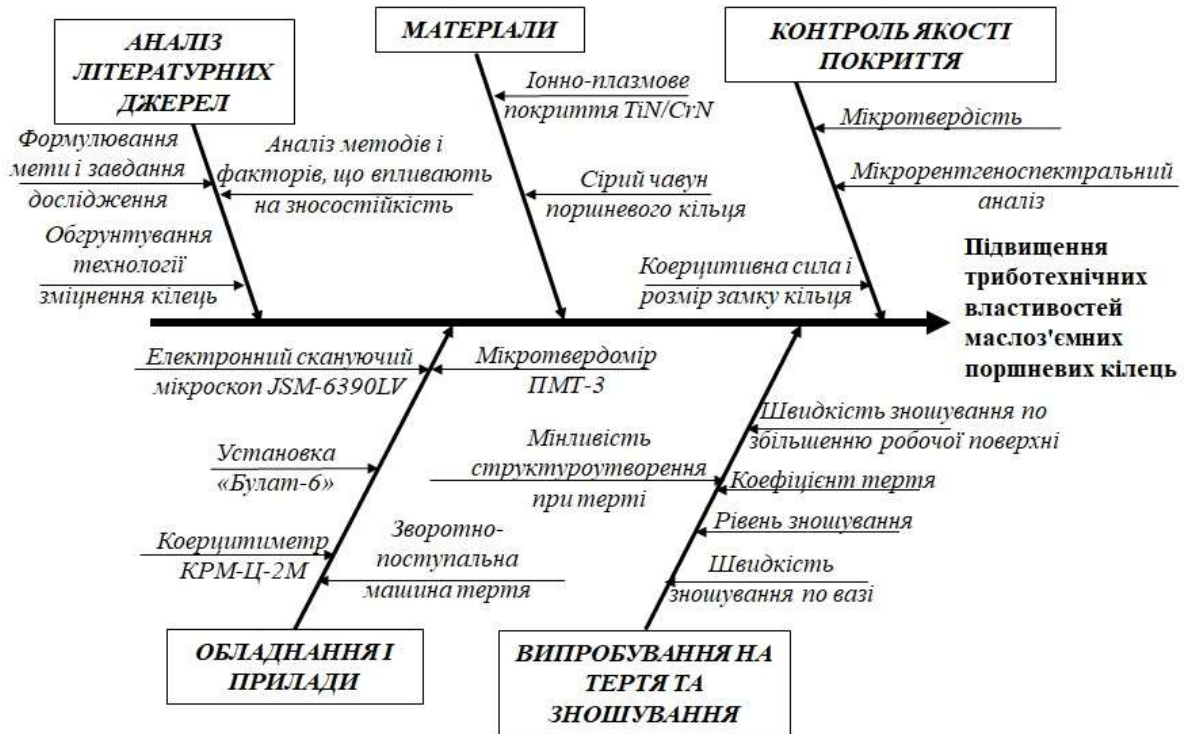 АНАЛІЗ
ЛІТЕРАТУРНИХ
ДЖЕРЕЛ
Формулювання
мети і завдання
дослідження
Аналіз методів і
факторів, що впливають
на зносостійкість
Обгрунтування
технології
зміцнення кілець
МАТЕРІАЛИ
Іонно-плазмове
покриття TiN/CrN
Сірий чавун
поршневого кільця
КОНТРОЛЬ ЯКОСТІ
ПОКРИТТЯ
Мікротвердість
Мікрорентгеноспектральний
аналіз
Коерцитивна сила і
розмір замку кільця
Підвищення
триботехнічних
властивостей
маслоз'ємних
поршневих кілець
Електронний скануючий
мікроскоп JSM-6390LV
Мікротвердомір
ПМТ-3
Установка
«Булат-6»
Коерцитиметр
КРМ-Ц-2М
Зворотно-
поступальна
машина тертя
ОБЛАДНАННЯ І
ПРИЛАДИ
Швидкість зношування по
збільшенню робочої поверхні
Мінливість
структуроутворення
при терті
Коефіцієнт тертя
Рівень зношування
Швидкість
зношування по вазі
ВИПРОБУВАННЯ НА
ТЕРТЯ ТА
ЗНОШУВАННЯ